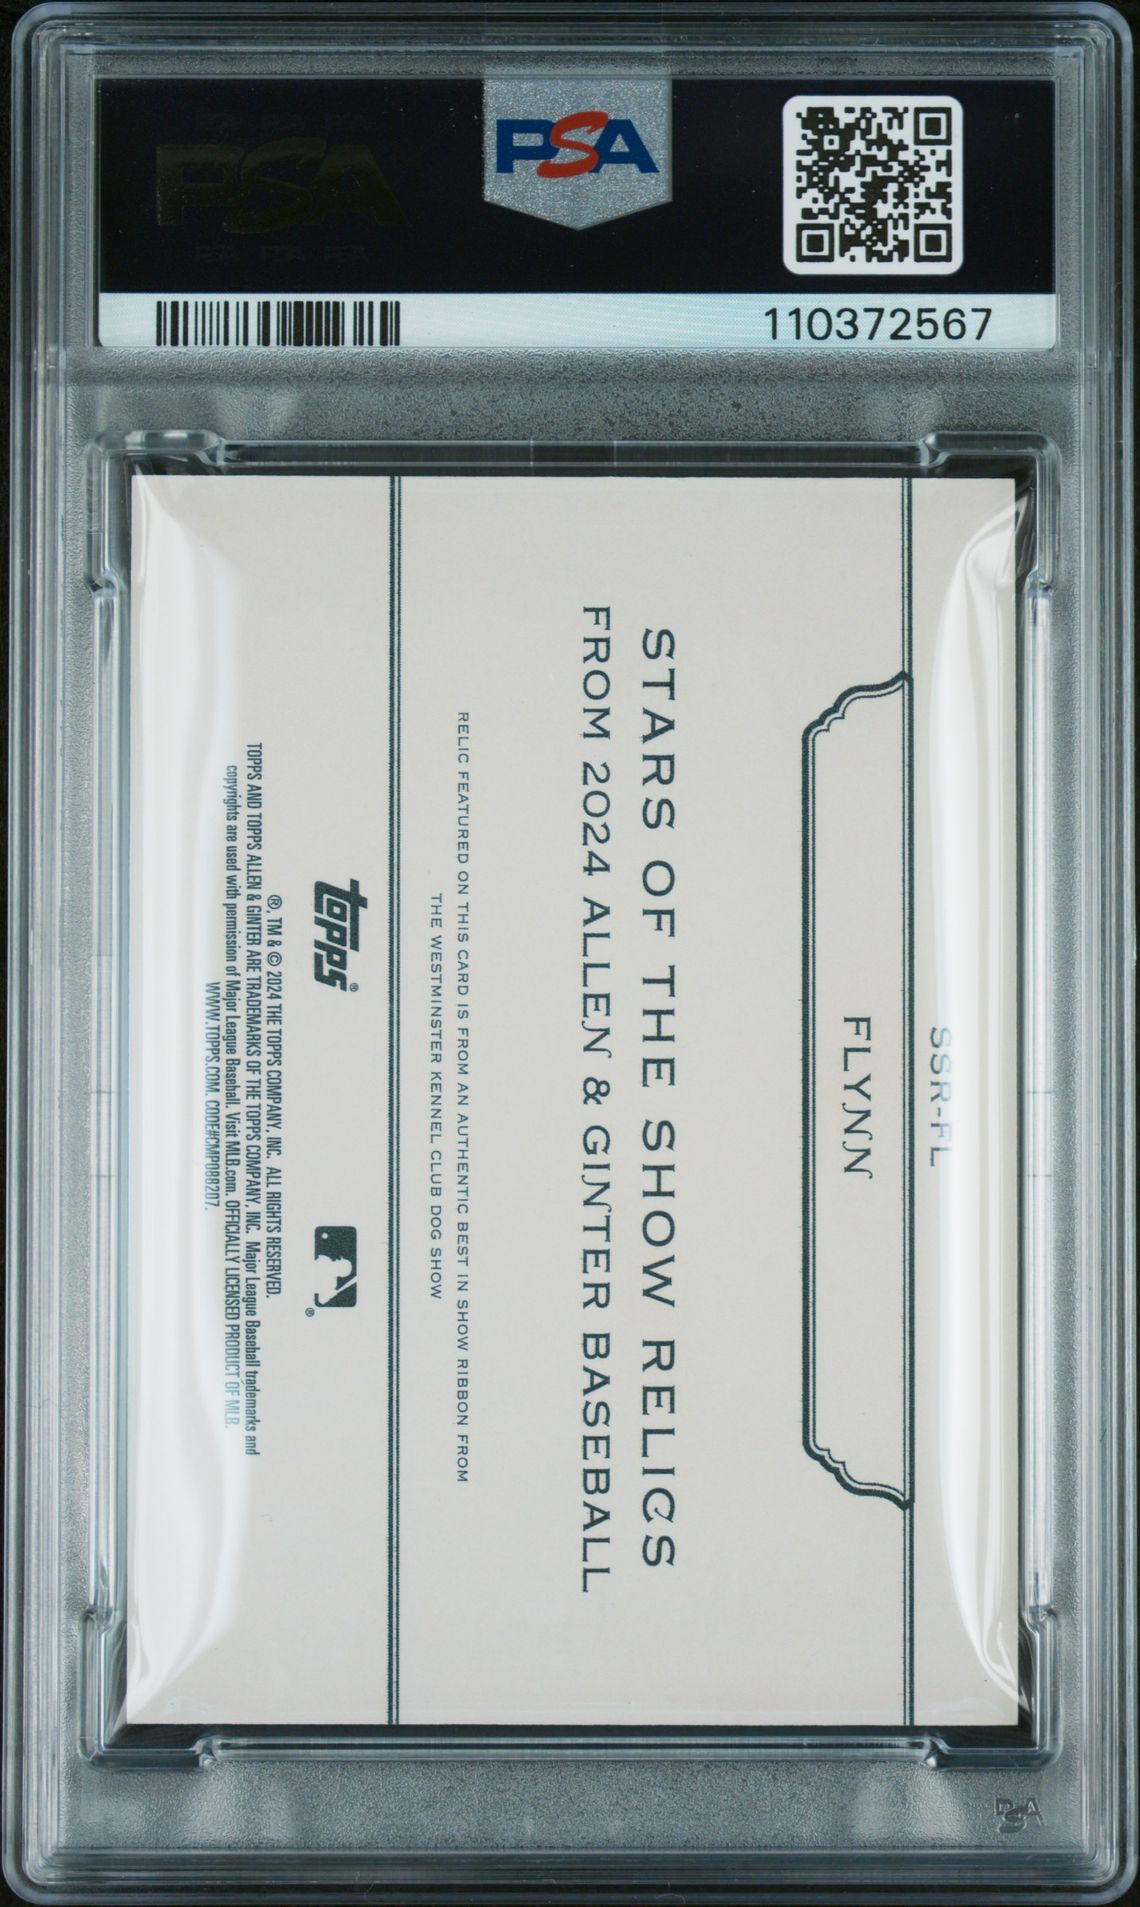 PSA
PSA
PSA PSA PSA
110372567
SSR-FL
FLYNN
STARS OF THE SHOW RELICS
FROM 2024 ALLEN & GINTER BASEBALL
RELIC FEATURED ON THIS CARD IS FROM AN AUTHENTIC BEST IN SHOW RIBBON FROM
THE WESTMINSTER KENNEL CLUB DOG SHOW
topps®
®
®, TM & © 2024 THE TOPPS COMPANY, INC. ALL RIGHTS RESERVED.
TOPPS AND TOPPS ALLEN & GINTER ARE TRADEMARKS OF THE TOPPS COMPANY, INC. Major League Baseball trademarks and
copyrights are used with permission of Major League Baseball. Visit MLB.com. OFFICIALLY LICENSED PRODUCT OF MLB.
WWW.TOPPS.COM. CODE#CMP088207.
PSA